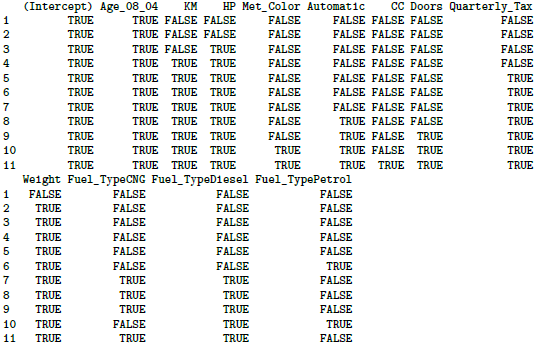 (Intercept) Age_08_04 KM HP Met_Color Automatic CC Doors Quarterly_Tax
1 TRUE TRUE FALSE FALSE FALSE FALSE FALSE FALSE FALSE
2 TRUE TRUE FALSE FALSE FALSE FALSE FALSE FALSE FALSE
3 TRUE TRUE FALSE TRUE FALSE FALSE FALSE FALSE FALSE
4 TRUE TRUE TRUE TRUE FALSE FALSE FALSE FALSE FALSE
5 TRUE TRUE TRUE TRUE FALSE FALSE FALSE FALSE TRUE
6 TRUE TRUE TRUE TRUE FALSE FALSE FALSE FALSE TRUE
7 TRUE TRUE TRUE TRUE FALSE FALSE FALSE FALSE TRUE
8 TRUE TRUE TRUE TRUE FALSE TRUE FALSE FALSE TRUE
9 TRUE TRUE TRUE TRUE FALSE TRUE FALSE TRUE TRUE
10 TRUE TRUE TRUE TRUE TRUE TRUE FALSE TRUE TRUE
11 TRUE TRUE TRUE TRUE TRUE TRUE TRUE TRUE TRUE
Weight Fuel_TypeCNG Fuel_TypeDiesel Fuel_TypePetrol
1 FALSE FALSE FALSE FALSE
2 TRUE FALSE FALSE FALSE
3 TRUE FALSE FALSE FALSE
4 TRUE FALSE FALSE FALSE
5 TRUE FALSE FALSE FALSE
6 TRUE FALSE FALSE TRUE
7 TRUE TRUE TRUE FALSE
8 TRUE TRUE TRUE FALSE
9 TRUE TRUE TRUE FALSE
10 TRUE FALSE TRUE TRUE
11 TRUE TRUE TRUE FALSE